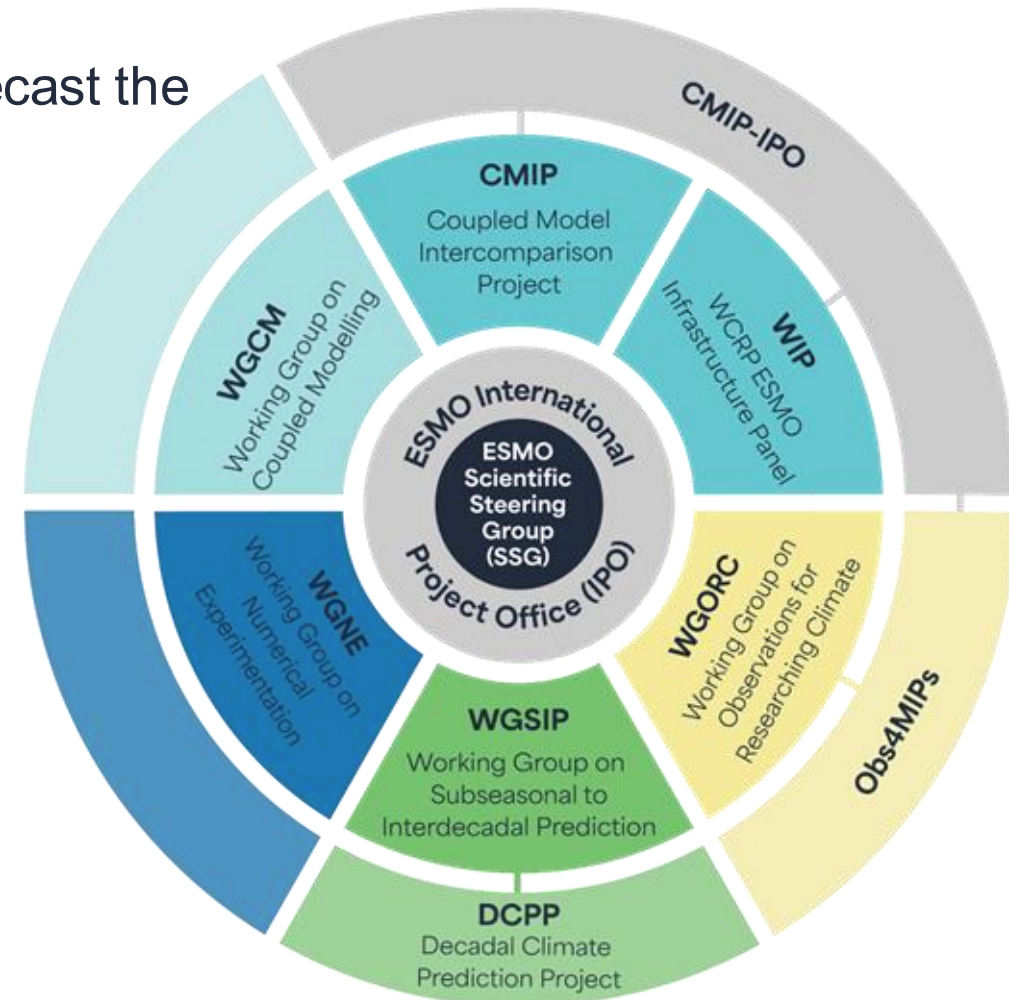 ecast the
CMIP-IPO
CMIP
Coupled Model
Intercomparison
Project
WIP
WCRP ESMO
Infrastructure Panel
WGCM
Working Group on
Coupled Modelling
ESMO International
Project Office (IPO)
ESMO
Scientific
Steering
Group
(SSG)
WGORC
Working Group on
Observations for
Researching Climate
Obs4MIPs
WGNE
Working Group on
Numerical
Experimentation
WGSIP
Working Group on
Subseasonal to
Interdecadal Prediction
DCPP
Decadal Climate
Prediction Project